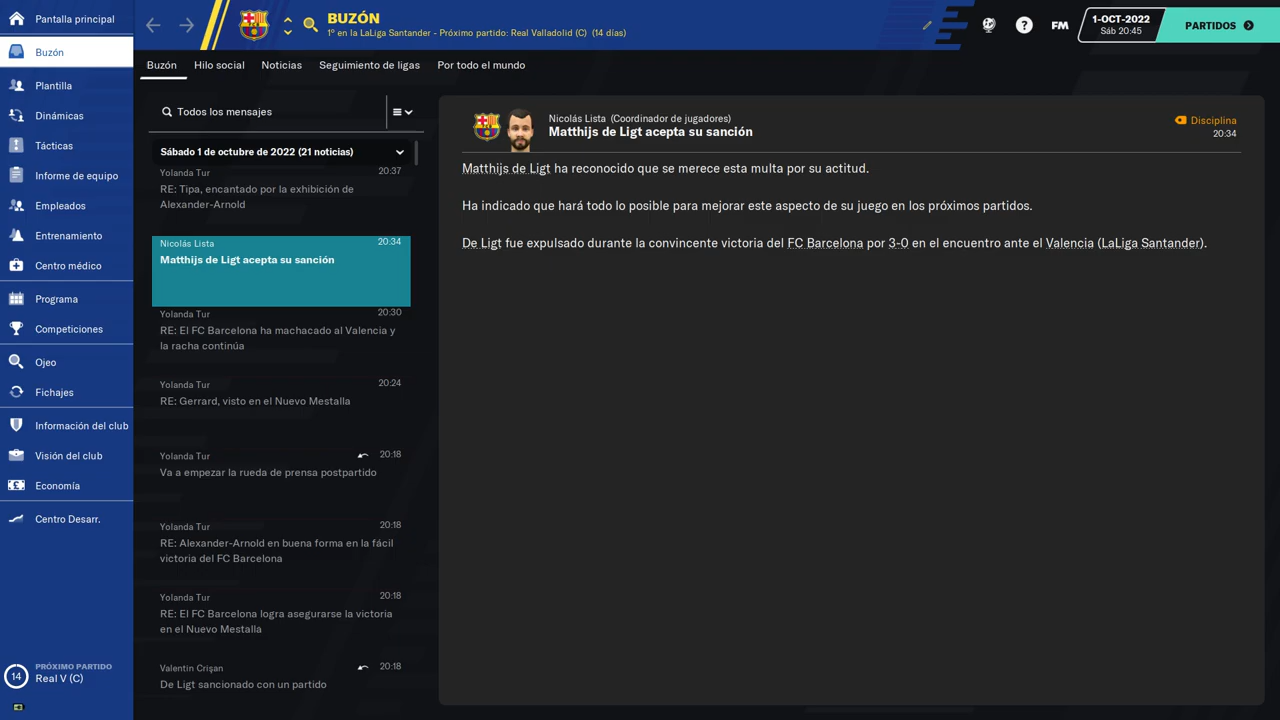 Pantalla principal
Buzón
Plantilla
Dinámicas
Tácticas
Informe de equipo
Empleados
Entrenamiento
Centro médico
Programa
Competiciones
Ojeo
Fichajes
Información del club
Visión del club
Economía
Centro Desarr.
14
PRÓXIMO PARTIDO
Real V (C)
BUZÓN
1º en la LaLiga Santander - Próximo partido: Real Valladolid (C) (14 días)
?
FM
1-OCT-2022
Sáb 20:45
PARTIDOS
Buzón
Hilo social
Noticias
Seguimiento de ligas
Por todo el mundo
Todos los mensajes
Sábado 1 de octubre de 2022 (21 noticias)
Yolanda Tur 20:37
RE: Tipa, encantado por la exhibición de
Alexander-Arnold
Nicolás Lista 20:34
Matthijs de Ligt acepta su sanción
Yolanda Tur 20:30
RE: El FC Barcelona ha machacado al Valencia y
la racha continúa
Yolanda Tur 20:24
RE: Gerrard, visto en el Nuevo Mestalla
Yolanda Tur 20:18
Va a empezar la rueda de prensa postpartido
Yolanda Tur 20:18
RE: Alexander-Arnold en buena forma en la fácil
victoria del FC Barcelona
Yolanda Tur 20:18
RE: El FC Barcelona logra asegurarse la victoria
en el Nuevo Mestalla
Valentin Crişan 20:18
De Ligt sancionado con un partido
Nicolás Lista (Coordinador de jugadores)
Matthijs de Ligt acepta su sanción
Disciplina
20:34
Matthijs de Ligt ha reconocido que se merece esta multa por su actitud.
Ha indicado que hará todo lo posible para mejorar este aspecto de su juego en los próximos partidos.
De Ligt fue expulsado durante la convincente victoria del FC Barcelona por 3-0 en el encuentro ante el Valencia (LaLiga Santander).